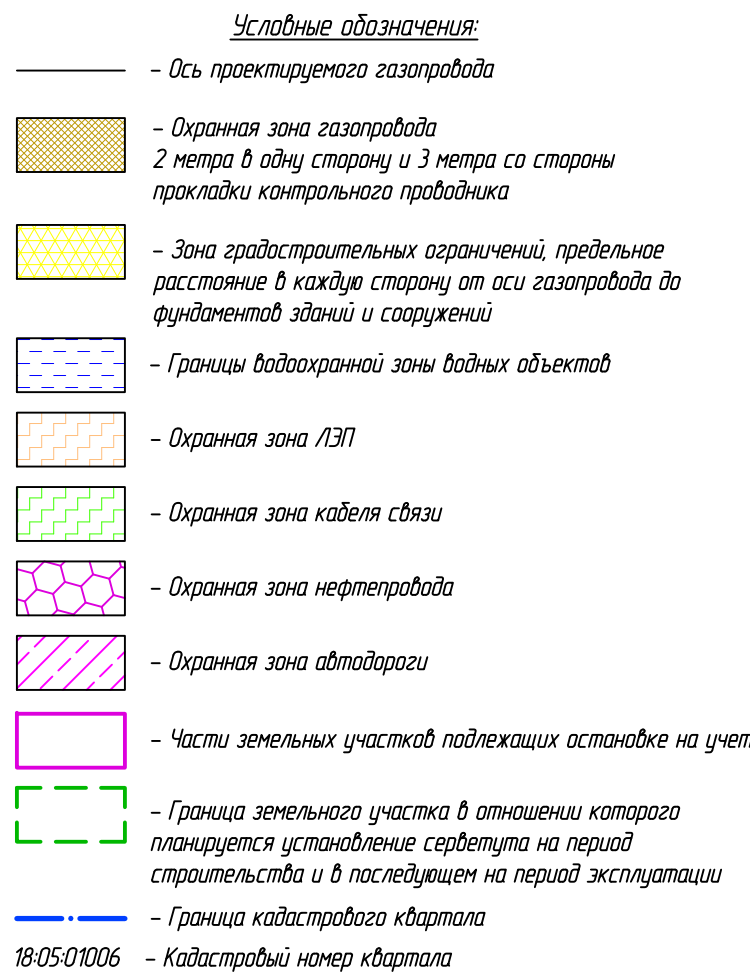 Условные обозначения:
– Ось проектируемого газопровода
– Охранная зона газопровода
2 метра в одну сторону и 3 метра со стороны
прокладки контрольного проводника
– Зона градостроительных ограничений, предельное
расстояние в каждую сторону от оси газопровода до
фундаментов зданий и сооружений
– Границы водоохранной зоны водных объектов
– Охранная зона ЛЭП
– Охранная зона кабеля связи
– Охранная зона нефтепровода
– Охранная зона автодороги
– Части земельных участков подлежащих остановке на учет
– Граница земельного участка в отношении которого
планируется установление серветута на период
строительства и в последующем на период эксплуатации
– Граница кадастрового квартала
18:05:01006 – Кадастровый номер квартала